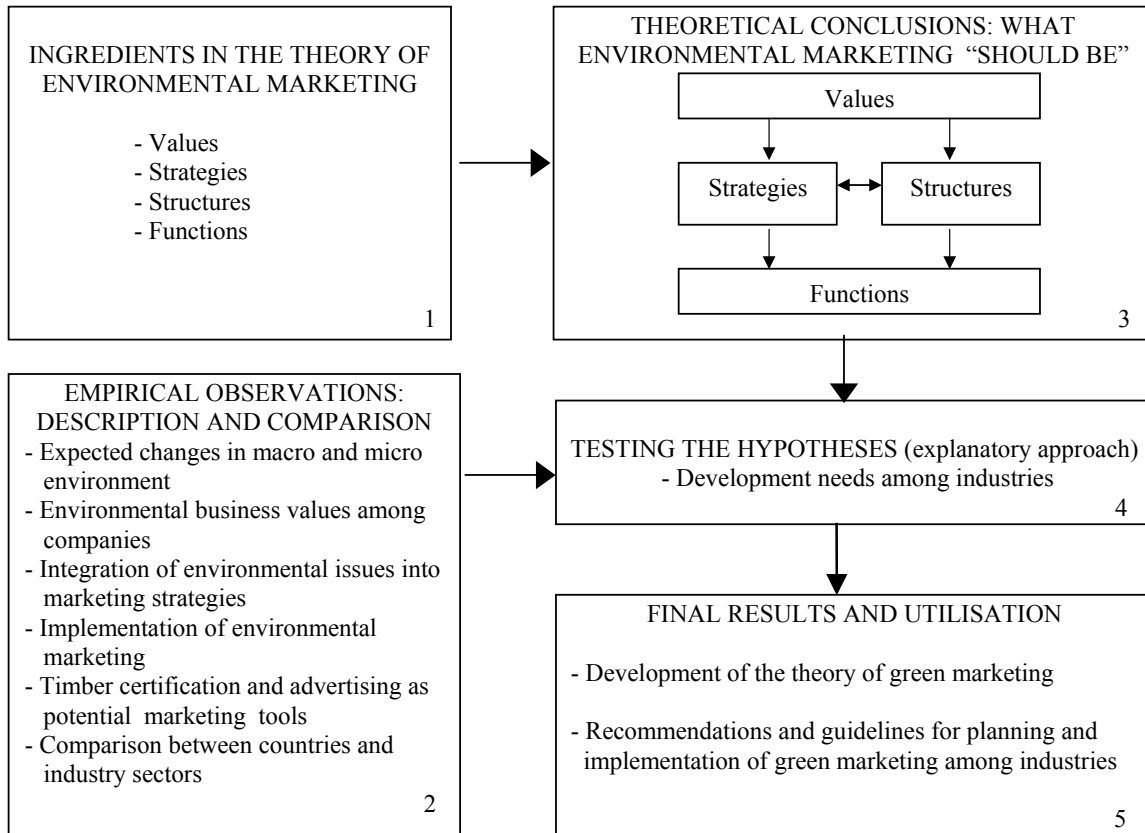 INGREDIENTS IN THE THEORY OF
ENVIRONMENTAL MARKETING
- Values
- Strategies
- Structures
- Functions
1
EMPIRICAL OBSERVATIONS:
DESCRIPTION AND COMPARISON
- Expected changes in macro and micro
environment
- Environmental business values among
companies
- Integration of environmental issues into
marketing strategies
- Implementation of environmental
marketing
- Timber certification and advertising as
potential marketing tools
- Comparison between countries and
industry sectors
2
THEORETICAL CONCLUSIONS: WHAT
ENVIRONMENTAL MARKETING “SHOULD BE”
Values
Strategies
Structures
Functions
3
TESTING THE HYPOTHESES (explanatory approach)
- Development needs among industries
4
FINAL RESULTS AND UTILISATION
- Development of the theory of green marketing
- Recommendations and guidelines for planning and
implementation of green marketing among industries
5